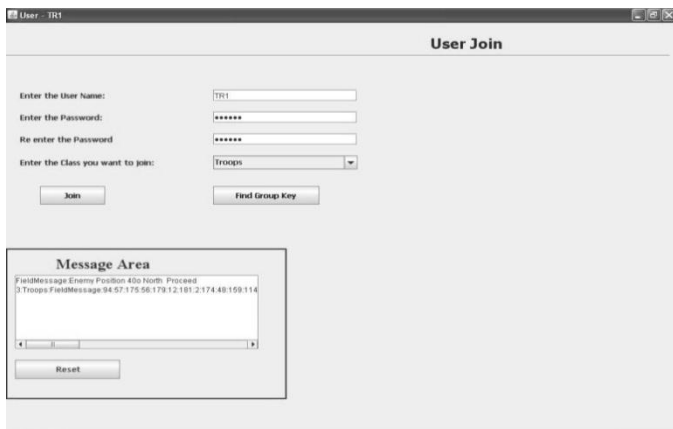 User - TR1
User Join
Enter the User Name: TR1
Enter the Password: ••••••
Re enter the Password ••••••
Enter the Class you want to join: Troops
Join Find Group Key
Message Area
FieldMessage:Enemy Position 40o North Proceed
3:Troops:FieldMessage:94:57:175:56:179:12:181:2:174:48:159:114
Reset